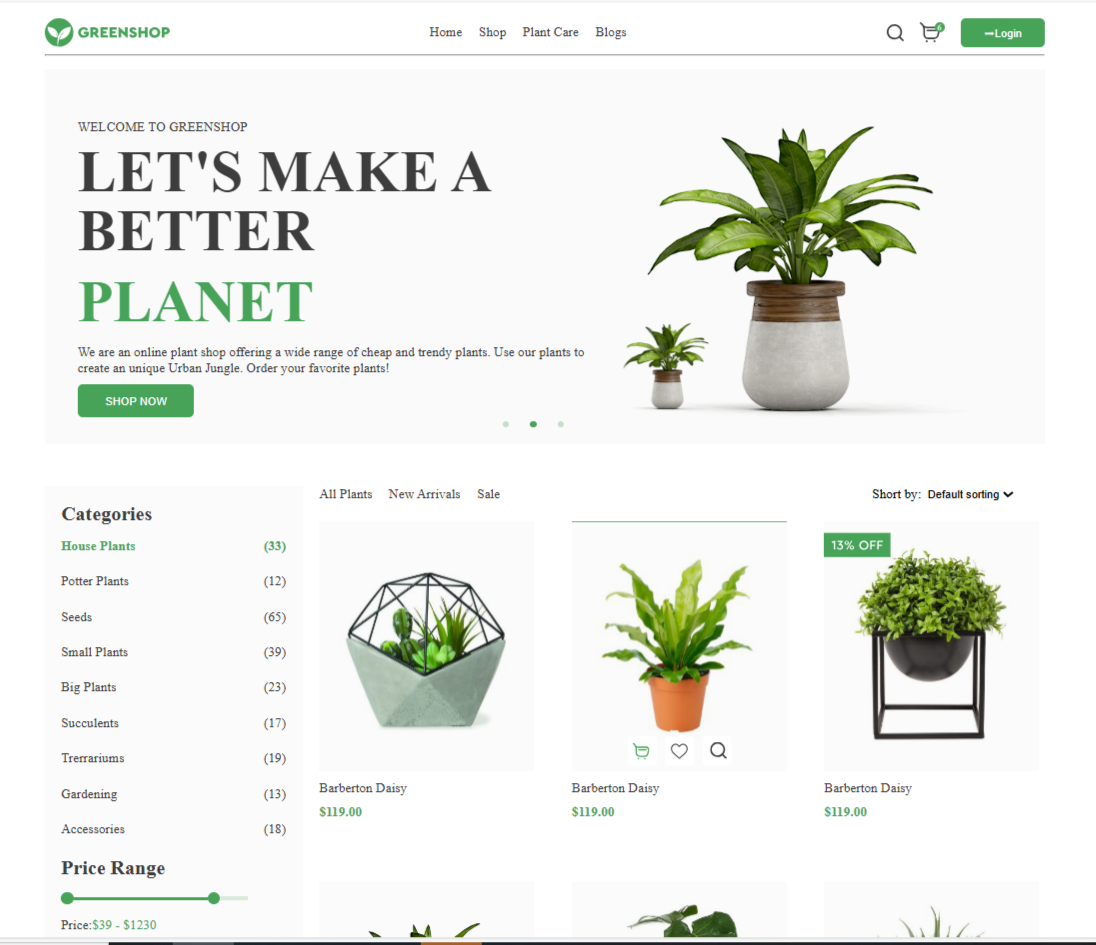 GREENSHOP
Home Shop Plant Care Blogs
6
Login
WELCOME TO GREENSHOP
LET'S MAKE A
BETTER
PLANET
We are an online plant shop offering a wide range of cheap and trendy plants. Use our plants to
create an unique Urban Jungle. Order your favorite plants!
SHOP NOW
Categories
House Plants (33)
Potter Plants (12)
Seeds (65)
Small Plants (39)
Big Plants (23)
Succulents (17)
Trerrariums (19)
Gardening (13)
Accessories (18)
Price Range
Price:$39 - $1230
All Plants New Arrivals Sale
Short by: Default sorting
13% OFF
Barberton Daisy
$119.00
Barberton Daisy
$119.00
Barberton Daisy
$119.00